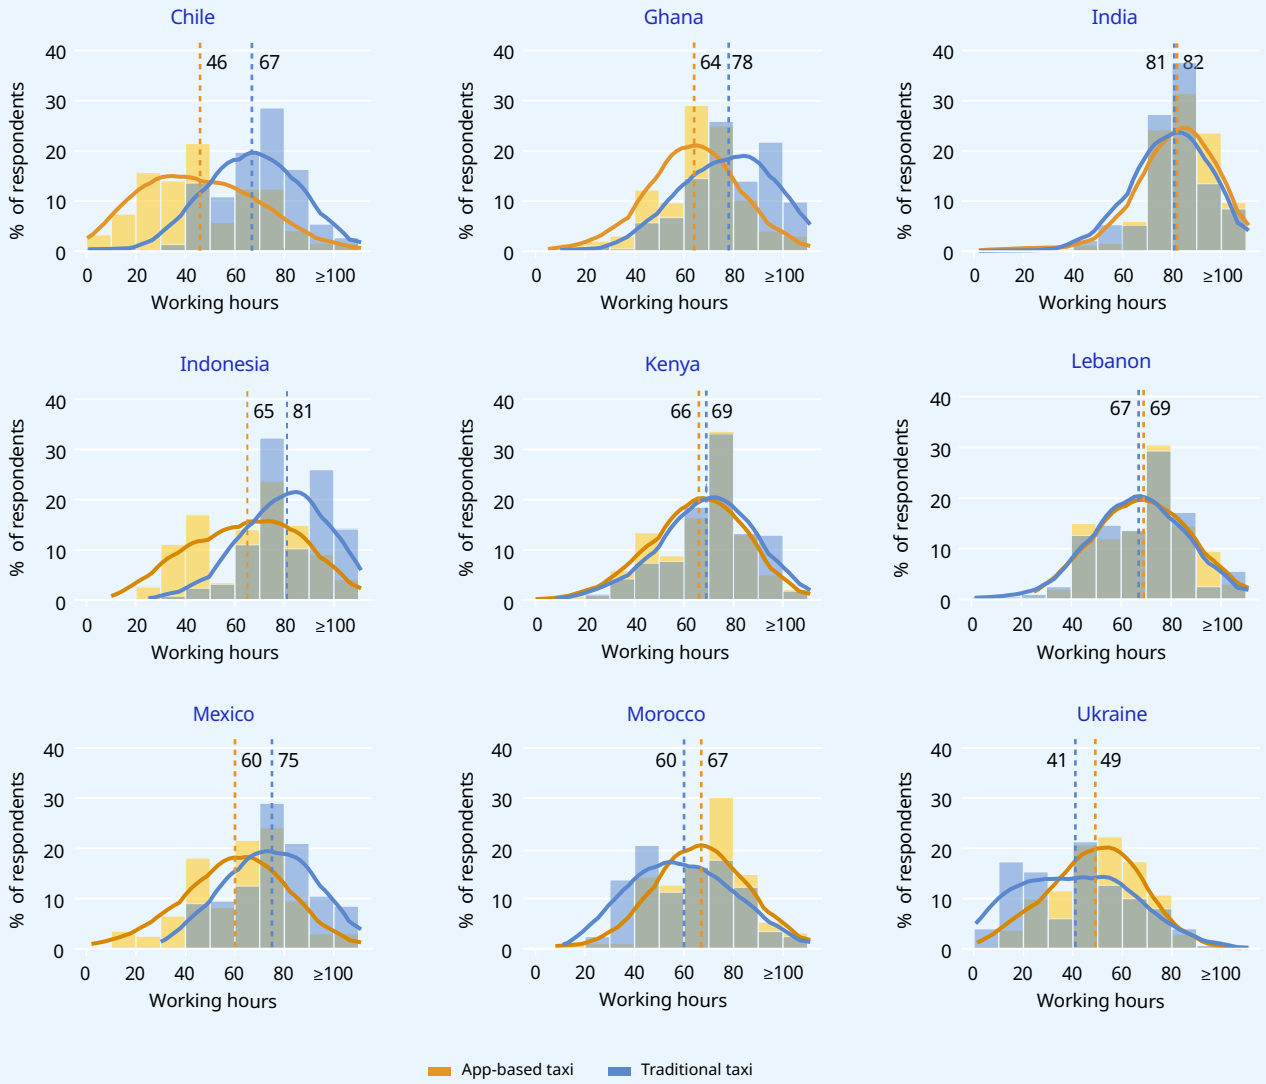 Chile
46
67
% of respondents
40
30
20
10
0
0 20 40 60 80 ≥100
Working hours
Ghana
64 78
% of respondents
40
30
20
10
0
0 20 40 60 80 ≥100
Working hours
India
81 82
% of respondents
40
30
20
10
0
0 20 40 60 80 ≥100
Working hours
Indonesia
65 81
% of respondents
40
30
20
10
0
0 20 40 60 80 ≥100
Working hours
Kenya
66 69
% of respondents
40
30
20
10
0
0 20 40 60 80 ≥100
Working hours
Lebanon
67 69
% of respondents
40
30
20
10
0
0 20 40 60 80 ≥100
Working hours
Mexico
60 75
% of respondents
40
30
20
10
0
0 20 40 60 80 ≥100
Working hours
Morocco
60 67
% of respondents
40
30
20
10
0
0 20 40 60 80 ≥100
Working hours
Ukraine
41 49
% of respondents
40
30
20
10
0
0 20 40 60 80 ≥100
Working hours
App-based taxi Traditional taxi